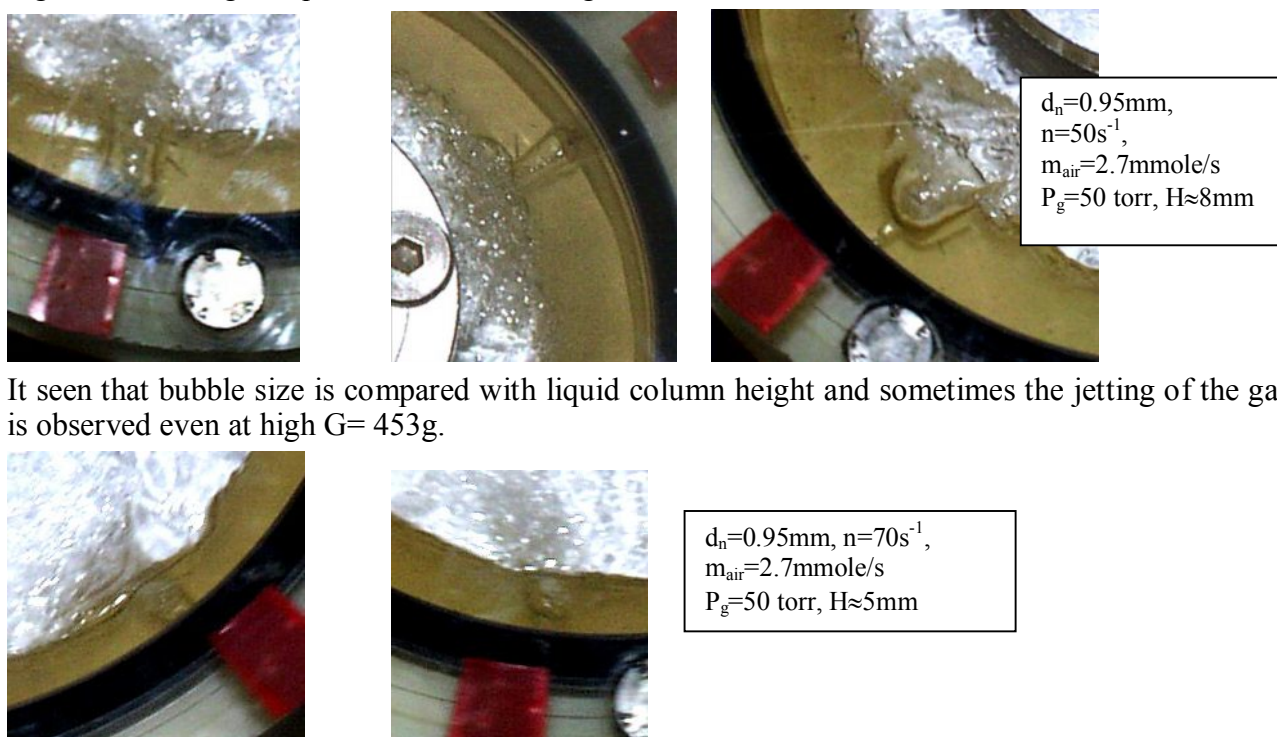 d_n=0.95mm,
n=50s^-1,
m_air=2.7mmole/s
P_g=50 torr, H≈8mm
It seen that bubble size is compared with liquid column height and sometimes the jetting of the ga
is observed even at high G= 453g.
d_n=0.95mm, n=70s^-1,
m_air=2.7mmole/s
P_g=50 torr, H≈5mm